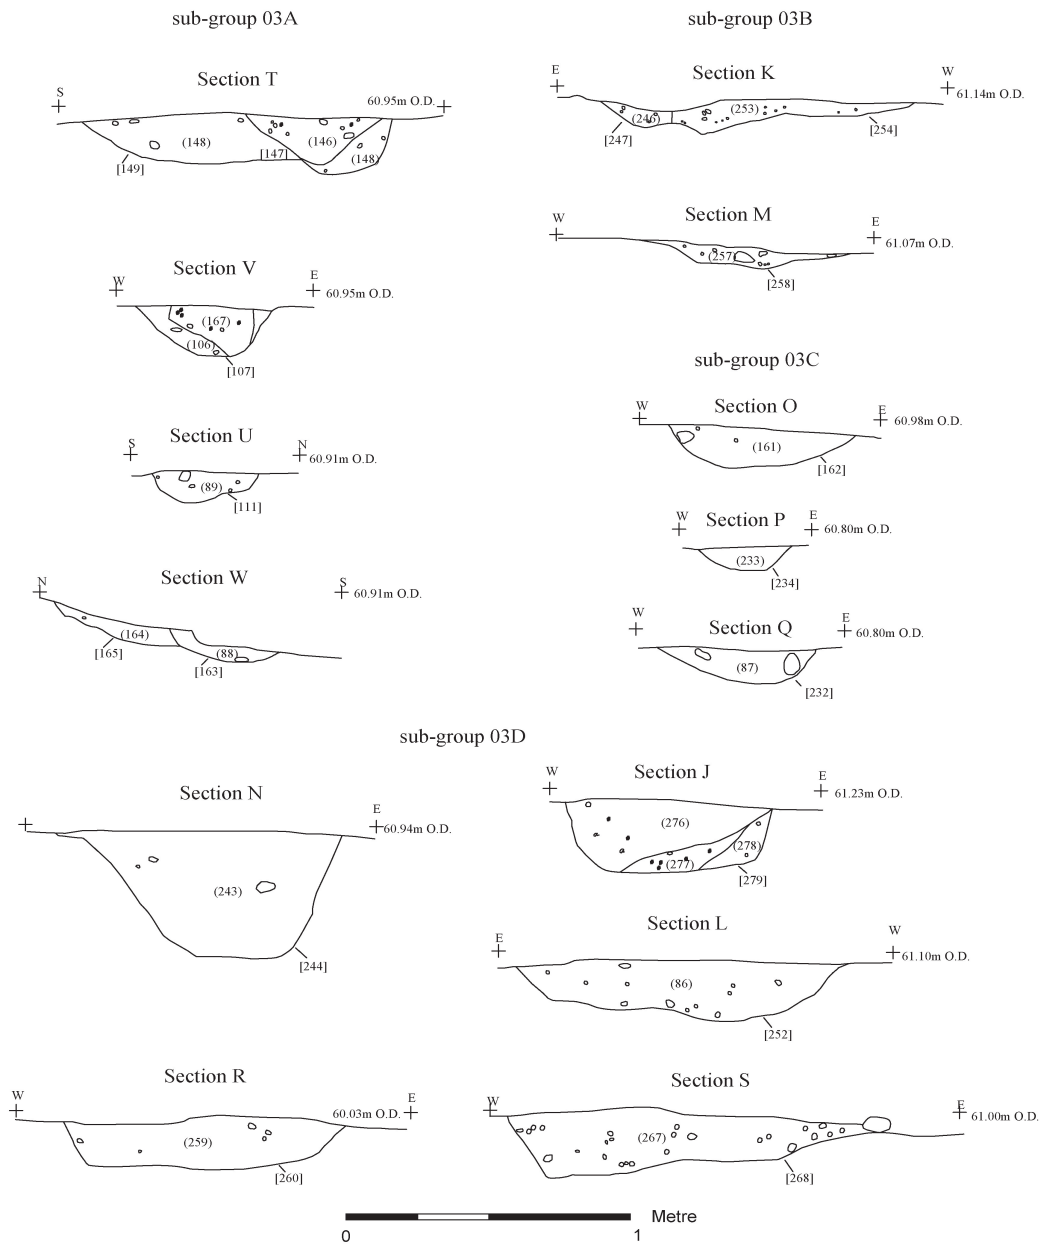 sub-group 03A
Section T
S
60.95m O.D.
(148)
[147]
(146)
(148)
[149]
Section V
W
E
60.95m O.D.
(167)
(106)
[107]
Section U
S
N
60.91m O.D.
(89)
[111]
Section W
N
S
60.91m O.D.
(164)
(88)
[165]
[163]
sub-group 03B
Section K
E
W
61.14m O.D.
(246)
(253)
[247]
[254]
Section M
W
E
61.07m O.D.
(257)
[258]
sub-group 03C
Section O
W
E
60.98m O.D.
(161)
[162]
Section P
W
E
60.80m O.D.
(233)
[234]
Section Q
W
E
60.80m O.D.
(87)
[232]
sub-group 03D
Section N
E
60.94m O.D.
(243)
[244]
Section J
W
E
61.23m O.D.
(276)
(278)
(277)
[279]
Section L
E
W
61.10m O.D.
(86)
[252]
Section R
W
E
60.03m O.D.
(259)
[260]
Section S
W
E
61.00m O.D.
(267)
[268]
Metre
0
1